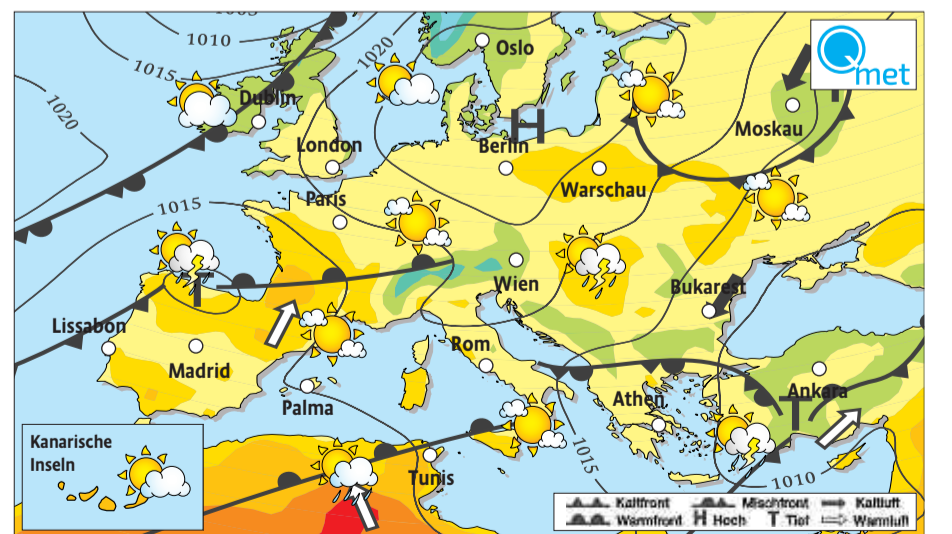 1005
1010
1015
1020
Oslo
Q
met
1020
Dublin
Moskau
London
H
Berlin
T
Paris
Warschau
1015
Wien
T
Bukarest
Lissabon
Rom
Madrid
Ankara
Palma
Athen
T
Kanarische
Inseln
1015
Tunis
1010
Kaltfront Mischfront Kaltluft
Warmfront H Hoch T Tief Warmluft